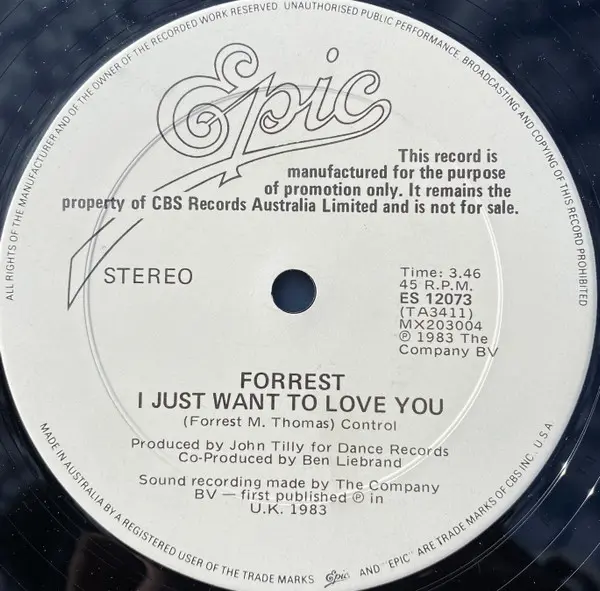 ALL RIGHTS OF THE MANUFACTURER AND OF THE OWNER OF THE RECORDED WORK RESERVED. UNAUTHORISED PUBLIC PERFORMANCE, BROADCASTING AND COPYING OF THIS RECORD PROHIBITED
Epic
This record is
manufactured for the purpose
of promotion only. It remains the
property of CBS Records Australia Limited and is not for sale.
STEREO
Time: 3.46
45 R.P.M.
ES 12073
(TA3411)
MX203004
℗ 1983 The
Company BV
FORREST
I JUST WANT TO LOVE YOU
(Forrest M. Thomas) Control
Produced by John Tilly for Dance Records
Co-Produced by Ben Liebrand
Sound recording made by The Company
BV — first published ℗ in
U.K. 1983
MADE IN AUSTRALIA BY A REGISTERED USER OF THE TRADE MARKS Epic AND "EPIC" ARE TRADE MARKS OF CBS INC. U.S.A